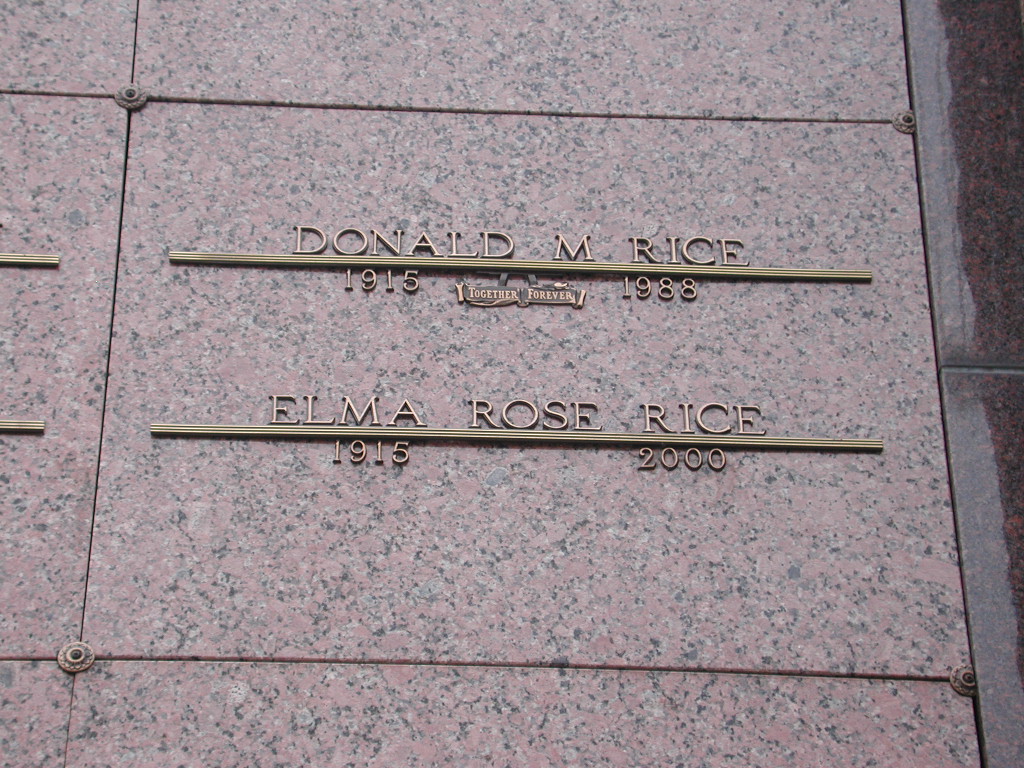 DONALD M RICE
1915 1988
TOGETHER FOREVER
ELMA ROSE RICE
1915 2000